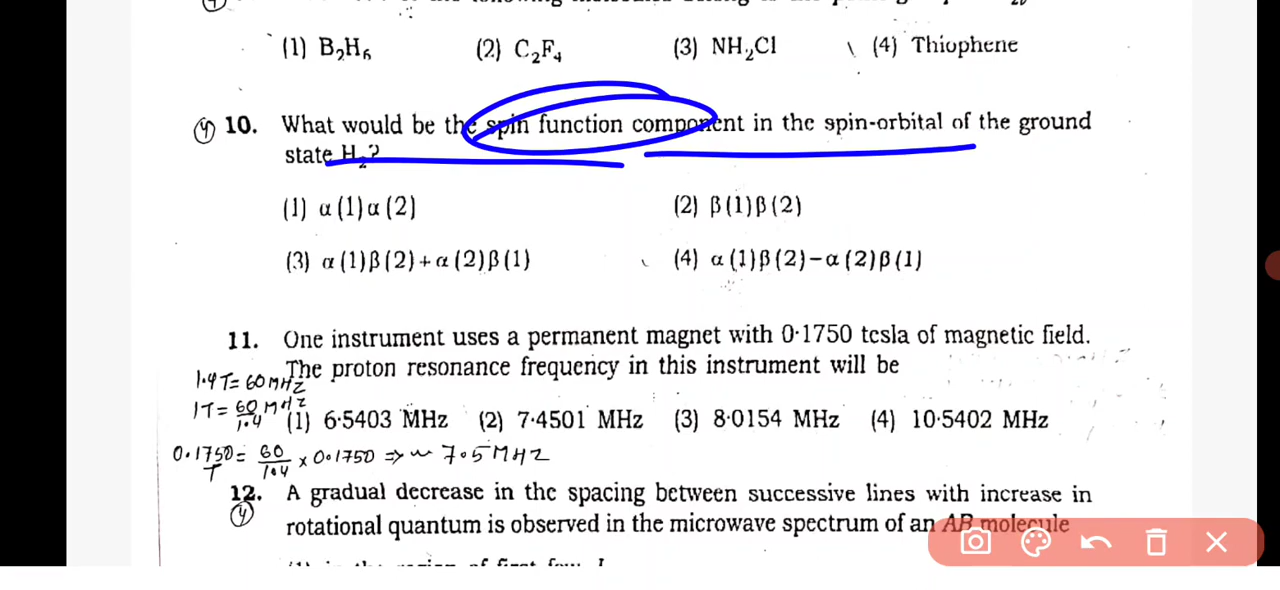 (1) B₂H₆ (2) C₂F₄ (3) NH₂Cl (4) Thiophene
(4) 10. What would be the spin function component in the spin-orbital of the ground
state H₂?
(1) α(1)α(2) (2) β(1)β(2)
(3) α(1)β(2)+α(2)β(1) (4) α(1)β(2)−α(2)β(1)
11. One instrument uses a permanent magnet with 0·1750 tesla of magnetic field.
The proton resonance frequency in this instrument will be
1.4T = 60MHz
1T = 60/1.4 MHz
(1) 6·5403 MHz (2) 7·4501 MHz (3) 8·0154 MHz (4) 10·5402 MHz
0.1750 T = 60/1.4 × 0.1750 ⇒ ~ 7.5MHZ
12. A gradual decrease in the spacing between successive lines with increase in
(4) rotational quantum is observed in the microwave spectrum of an AB molecule